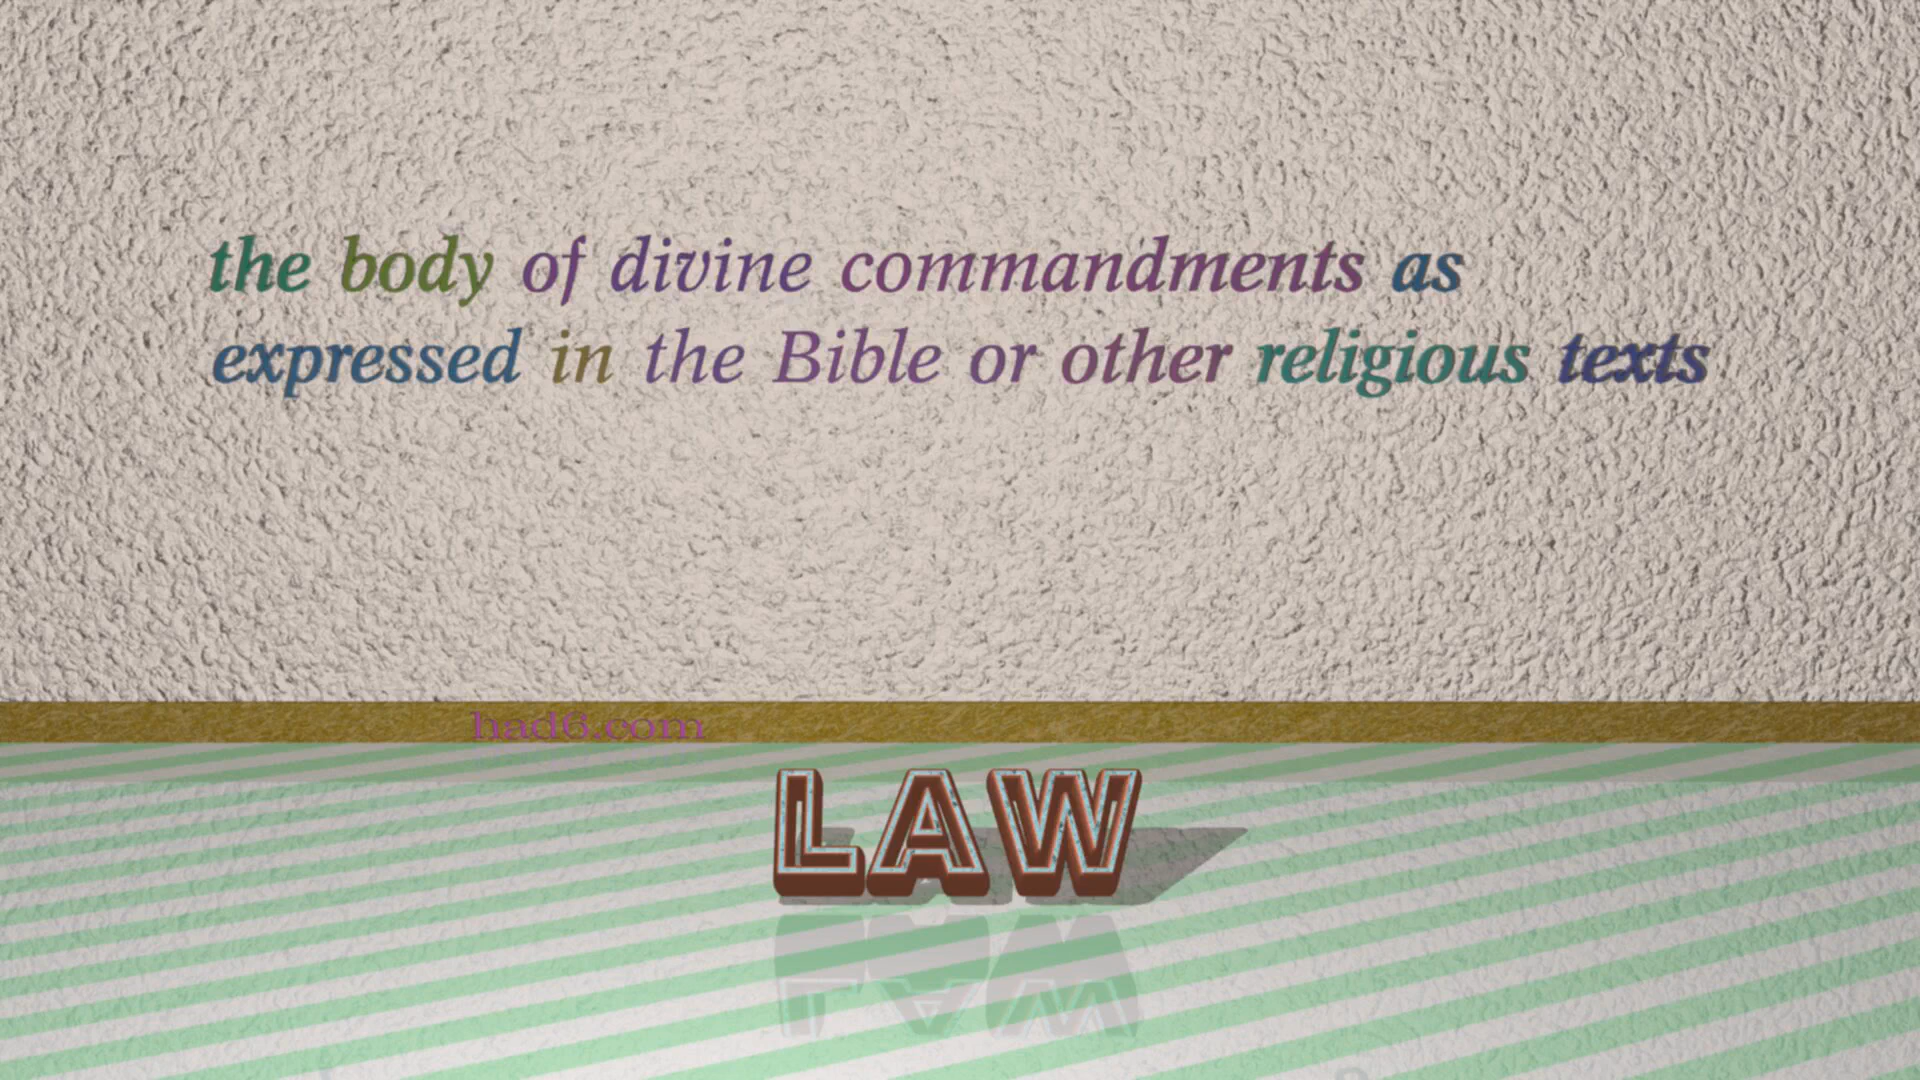 the body of divine commandments as
expressed in the Bible or other religious texts
had6.com
LAW